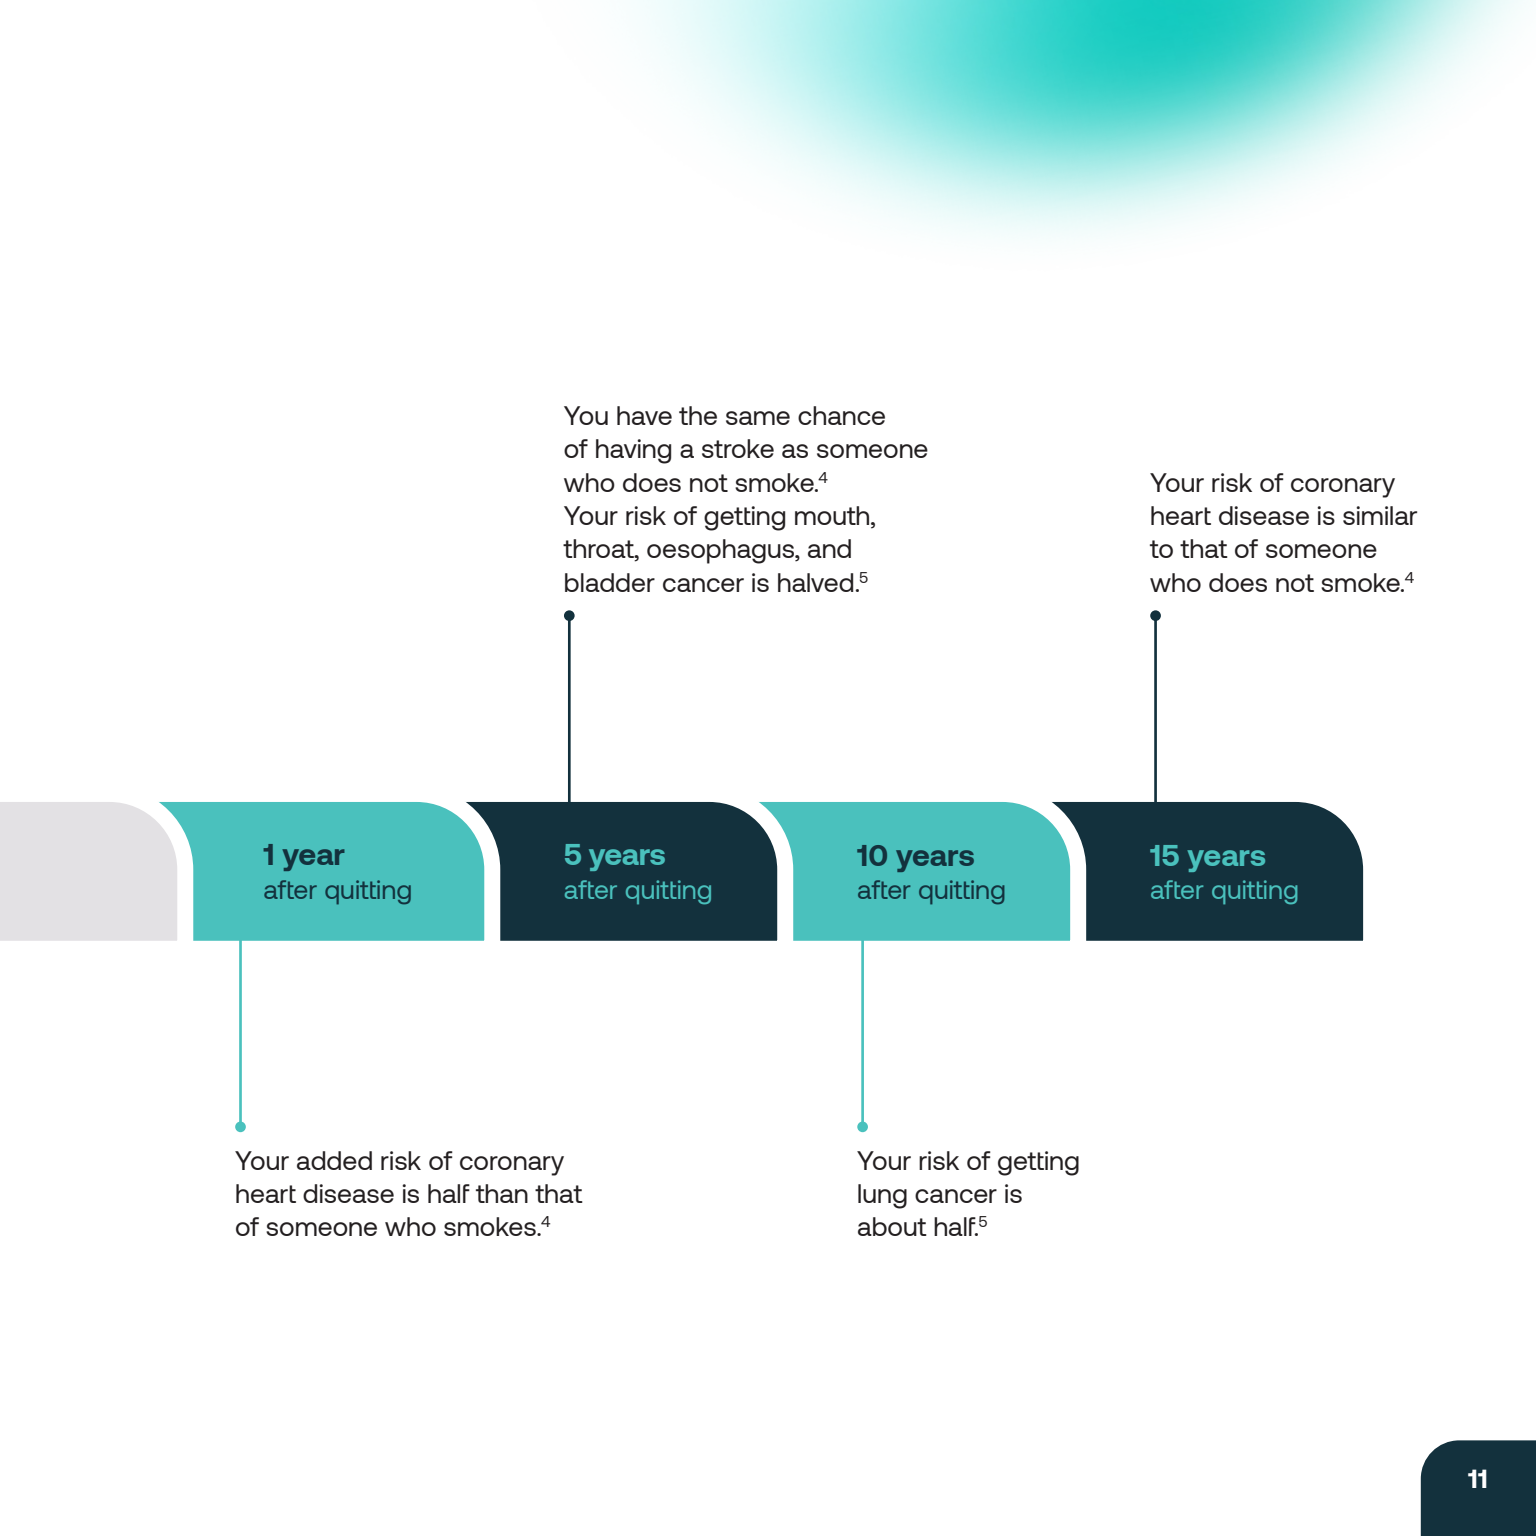 You have the same chance
of having a stroke as someone
who does not smoke.4
Your risk of getting mouth,
throat, oesophagus, and
bladder cancer is halved.5
Your risk of coronary
heart disease is similar
to that of someone
who does not smoke.4
1 year
after quitting
5 years
after quitting
10 years
after quitting
15 years
after quitting
Your added risk of coronary
heart disease is half than that
of someone who smokes.4
Your risk of getting
lung cancer is
about half.5
11